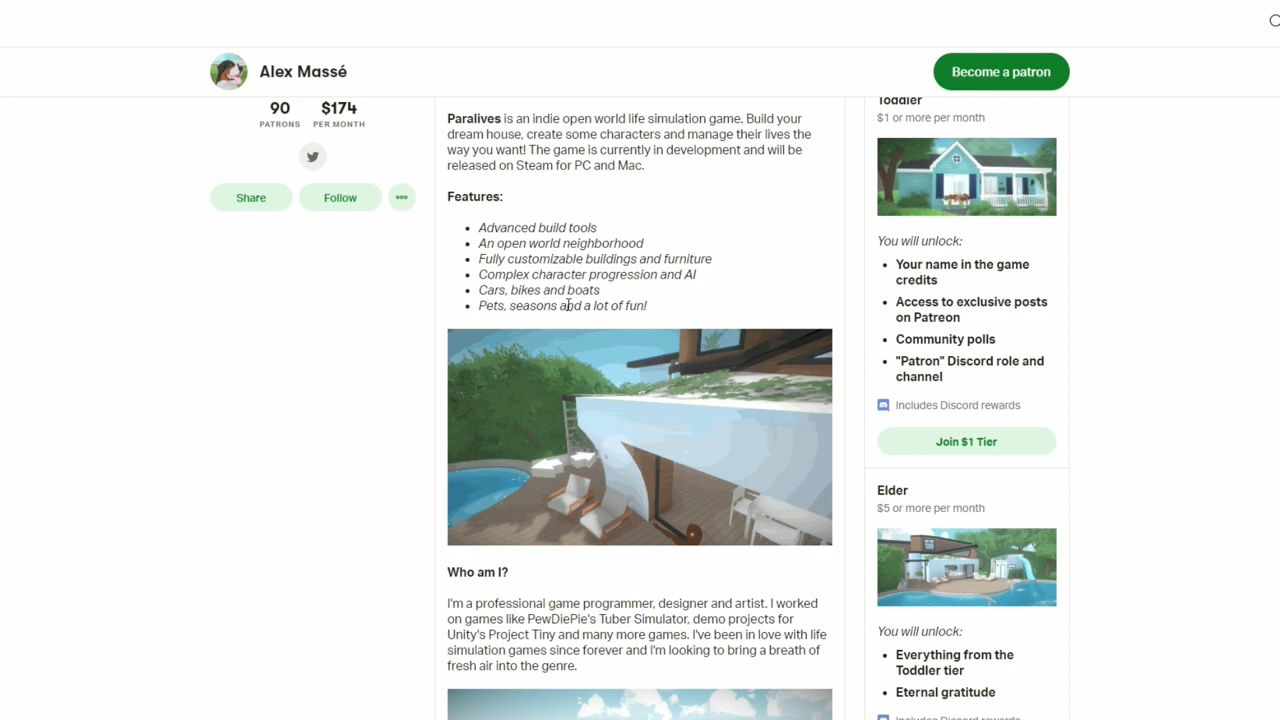 Alex Massé
Become a patron
90
$174
PATRONS
PER MONTH
Share
Follow
Paralives is an indie open world life simulation game. Build your
dream house, create some characters and manage their lives the
way you want! The game is currently in development and will be
released on Steam for PC and Mac.
Features:
• Advanced build tools
• An open world neighborhood
• Fully customizable buildings and furniture
• Complex character progression and AI
• Cars, bikes and boats
• Pets, seasons and a lot of fun!
Who am I?
I'm a professional game programmer, designer and artist. I worked
on games like PewDiePie's Tuber Simulator, demo projects for
Unity's Project Tiny and many more games. I've been in love with life
simulation games since forever and I'm looking to bring a breath of
fresh air into the genre.
Toddler
$1 or more per month
You will unlock:
• Your name in the game
credits
• Access to exclusive posts
on Patreon
• Community polls
• "Patron" Discord role and
channel
Includes Discord rewards
Join $1 Tier
Elder
$5 or more per month
You will unlock:
• Everything from the
Toddler tier
• Eternal gratitude